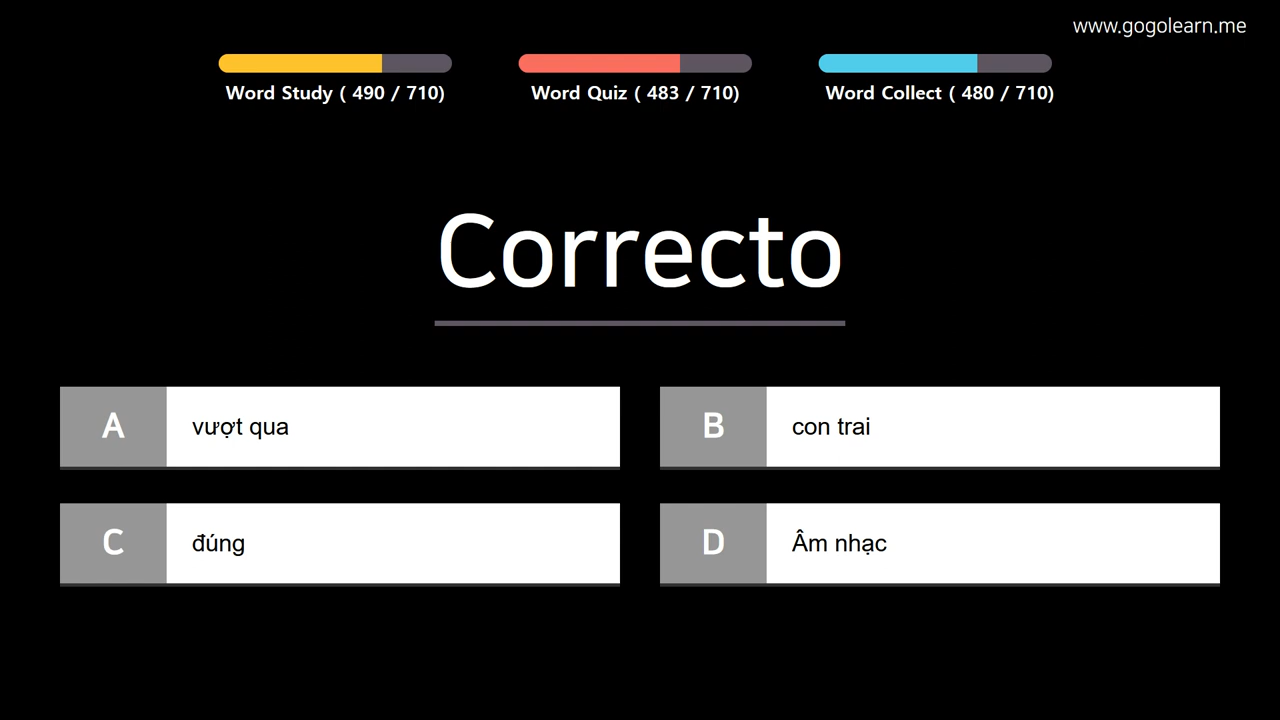 www.gogolearn.me
Word Study ( 490 / 710)
Word Quiz ( 483 / 710)
Word Collect ( 480 / 710)
Correcto
A
vượt qua
B
con trai
C
đúng
D
Âm nhạc